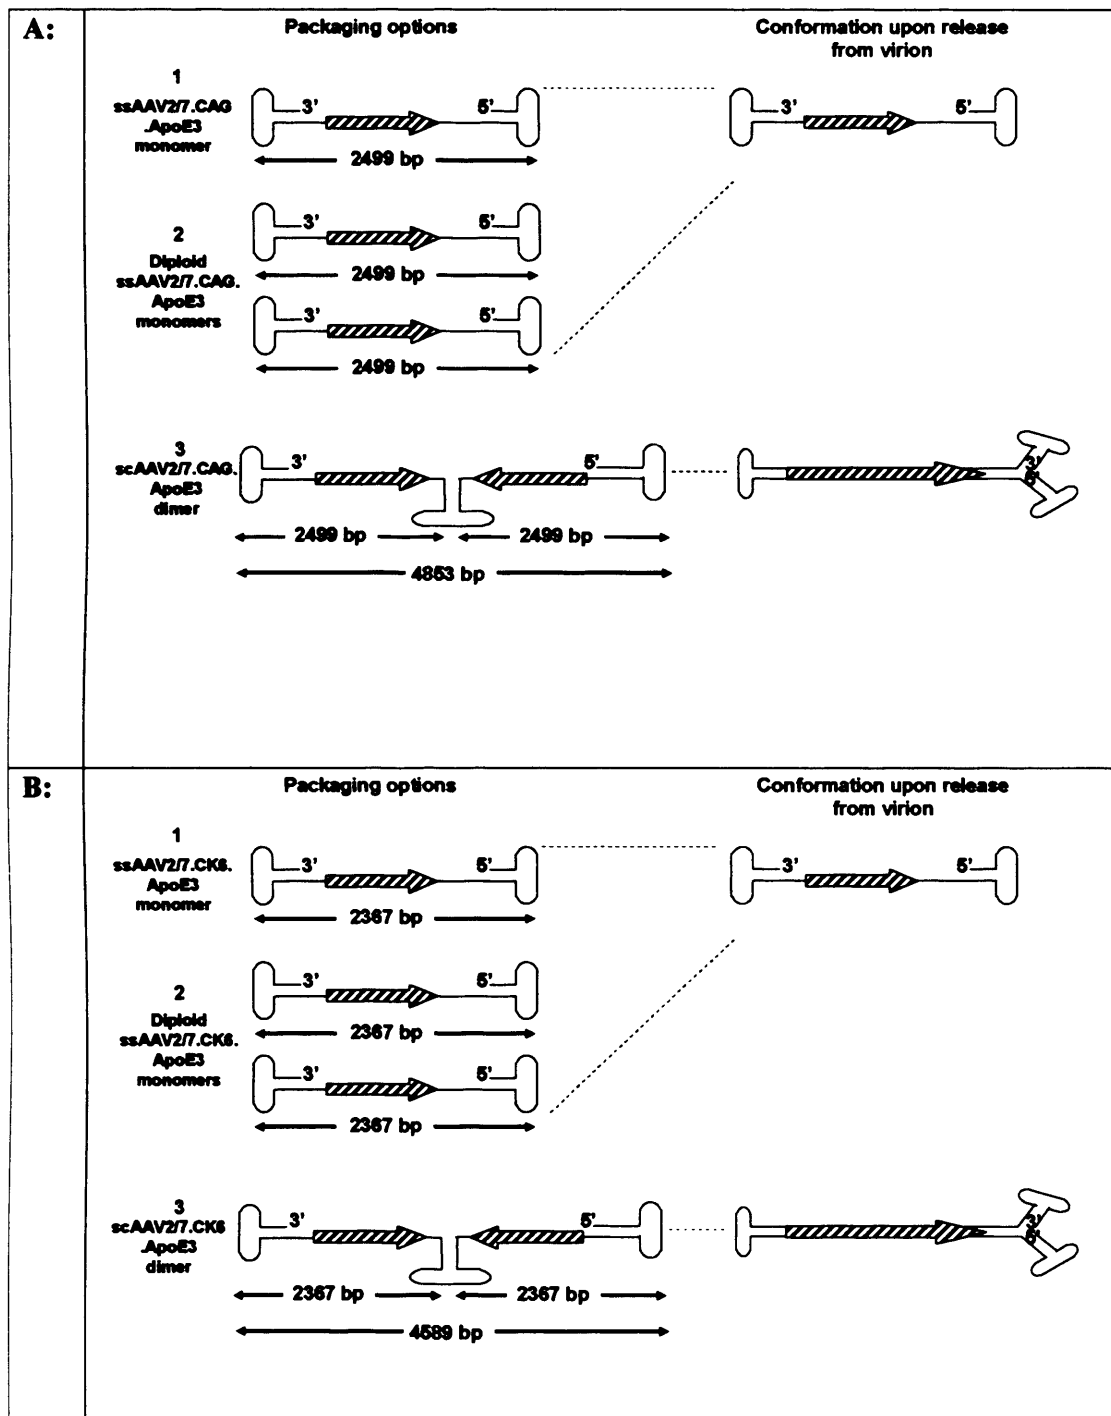 A:
Packaging options
Conformation upon release
from virion
1
ssAAV2/7.CAG
.ApoE3
monomer
3' 5'
2499 bp
3' 5'
2
Diploid
ssAAV2/7.CAG.
ApoE3
monomers
3' 5'
2499 bp
3' 5'
2499 bp
3
scAAV2/7.CAG.
ApoE3
dimer
3' 5'
2499 bp 2499 bp
4853 bp
3'
5'
B:
Packaging options
Conformation upon release
from virion
1
ssAAV2/7.CK6.
ApoE3
monomer
3' 5'
2367 bp
3' 5'
2
Diploid
ssAAV2/7.CK6.
ApoE3
monomers
3' 5'
2367 bp
3' 5'
2367 bp
3
scAAV2/7.CK6
.ApoE3
dimer
3' 5'
2367 bp 2367 bp
4589 bp
3'
5'